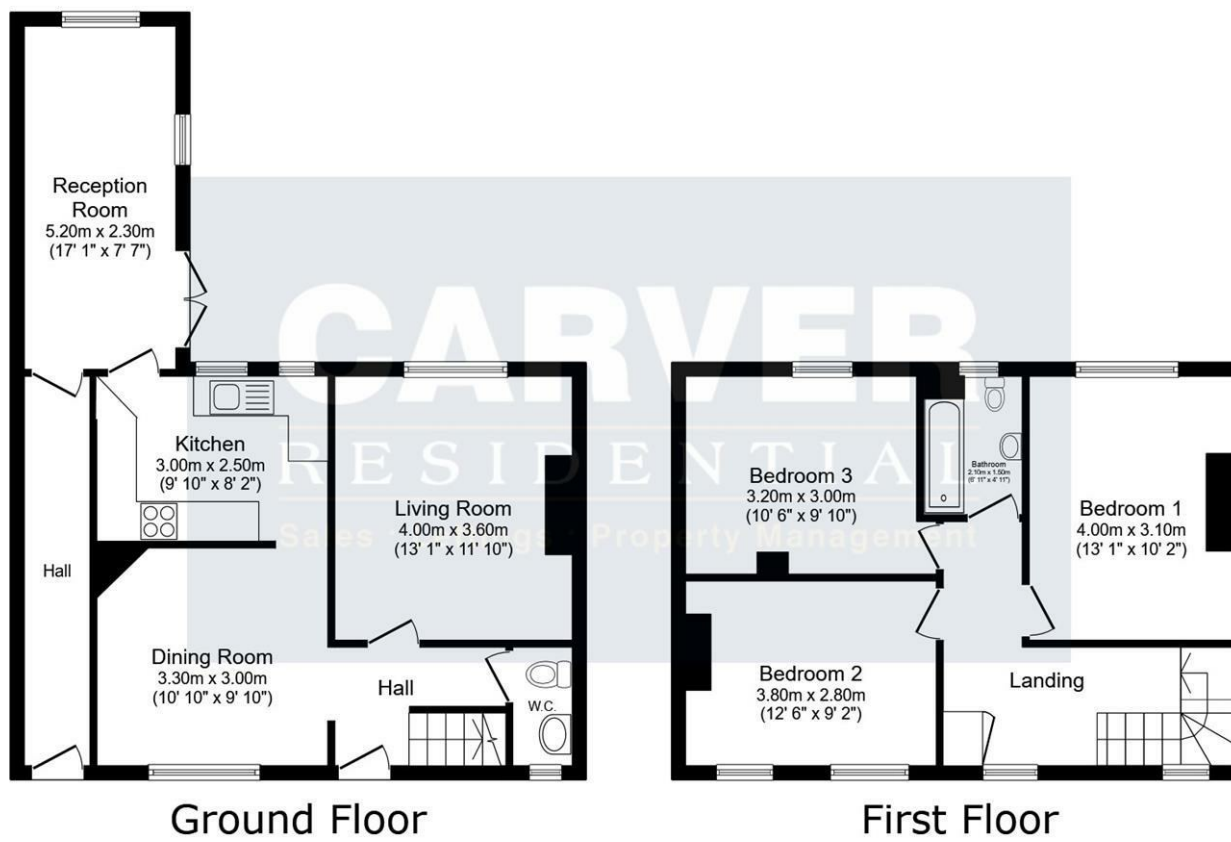 Reception
Room
5.20m x 2.30m
(17' 1" x 7' 7")
CARVER
RESIDENTIAL
Sales · Lettings · Property Management
Kitchen
3.00m x 2.50m
(9' 10" x 8' 2")
Living Room
4.00m x 3.60m
(13' 1" x 11' 10")
Hall
Dining Room
3.30m x 3.00m
(10' 10" x 9' 10")
Hall
W.C.
Ground Floor
Bedroom 3
3.20m x 3.00m
(10' 6" x 9' 10")
Bathroom
2.10m x 1.50m
(6' 11" x 4' 11")
Bedroom 1
4.00m x 3.10m
(13' 1" x 10' 2")
Bedroom 2
3.80m x 2.80m
(12' 6" x 9' 2")
Landing
First Floor